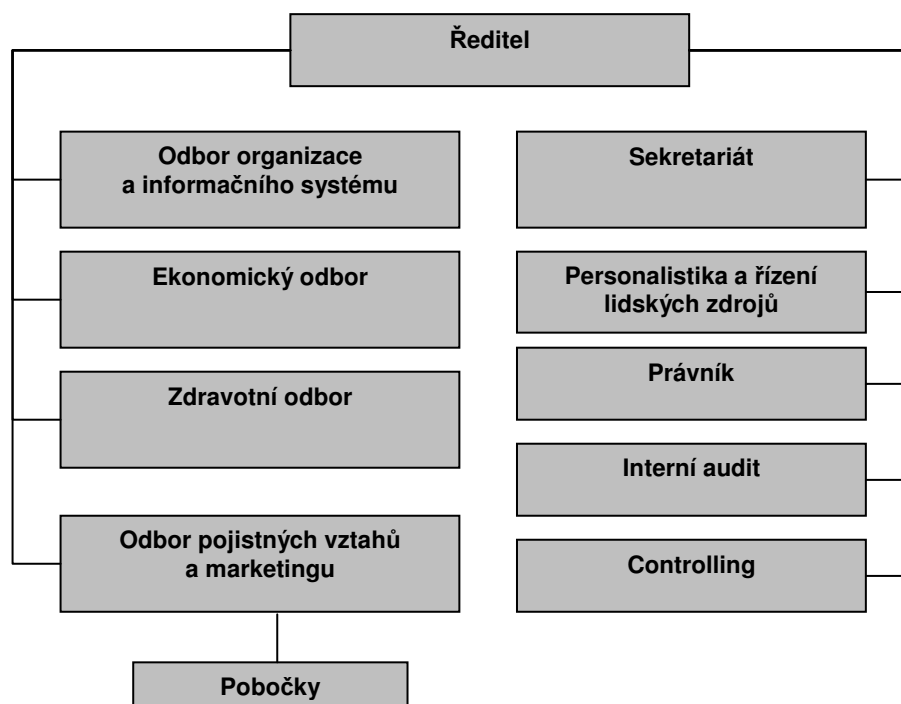 Ředitel
Odbor organizace
a informačního systému
Ekonomický odbor
Zdravotní odbor
Odbor pojistných vztahů
a marketingu
Pobočky
Sekretariát
Personalistika a řízení
lidských zdrojů
Právník
Interní audit
Controlling